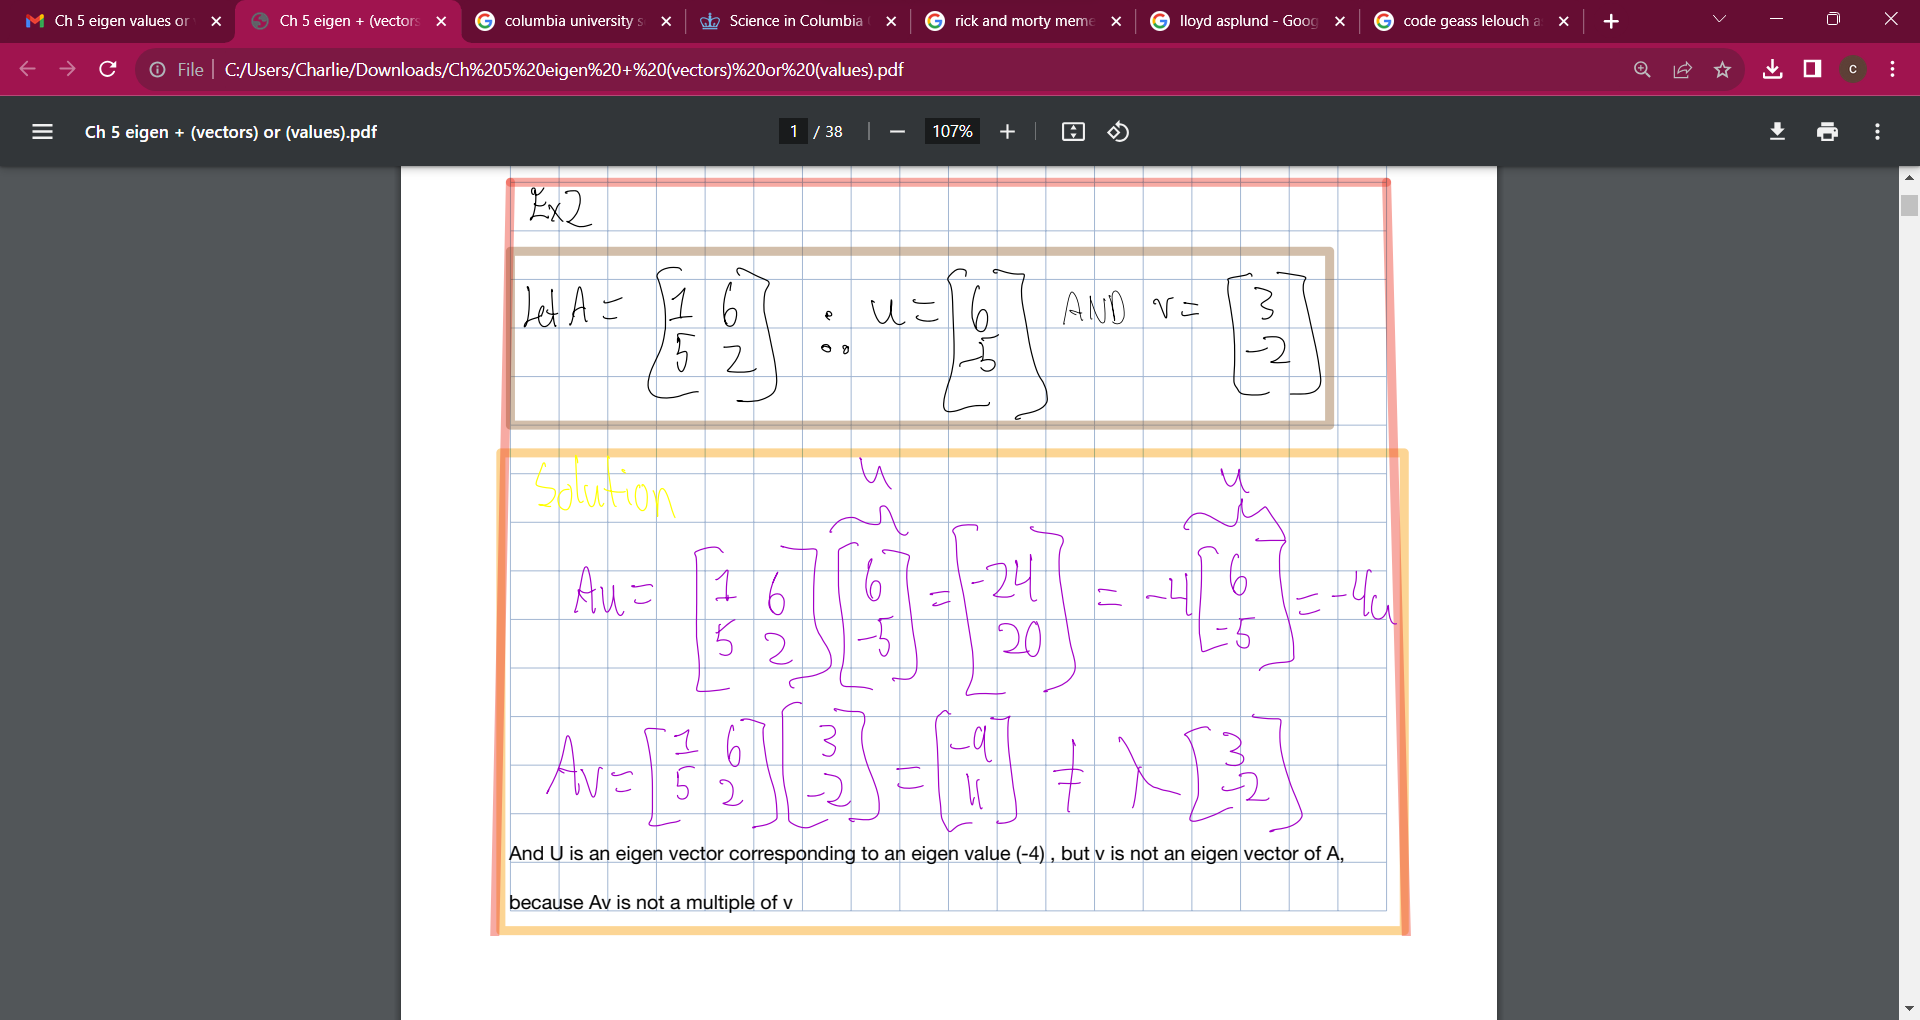 Ch 5 eigen values or Ch 5 eigen + (vectors columbia university s Science in Columbia rick and morty meme lloyd asplund - Goog code geass lelouch a
File C:/Users/Charlie/Downloads/Ch%205%20eigen%20+%20(vectors)%20or%20(values).pdf c
Ch 5 eigen + (vectors) or (values).pdf 1 / 38 107%
Ex2
Let A = [1 6; 5 2] u = [6; -5] AND v = [3; -2]
Solution
u u
Au = [1 6; 5 2] [6; -5] = [-24; 20] = -4 [6; -5] = -4u
Av = [1 6; 5 2] [3; -2] = [-9; 11] ≠ λ [3; -2]
And U is an eigen vector corresponding to an eigen value (-4) , but v is not an eigen vector of A,
because Av is not a multiple of v